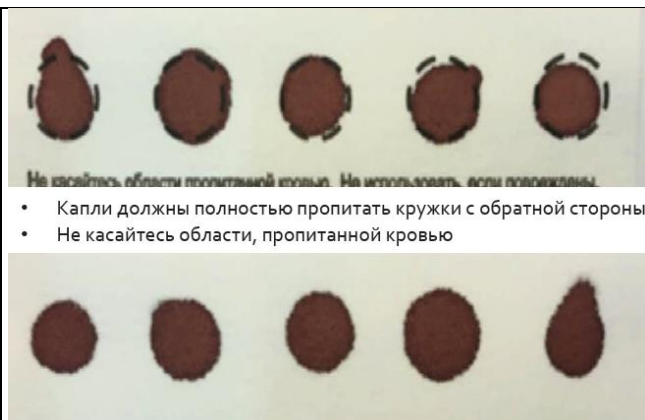 Не касайтесь области пропитанной кровью. Не использовать, если повреждены.
• Капли должны полностью пропитать кружки с обратной стороны
• Не касайтесь области, пропитанной кровью